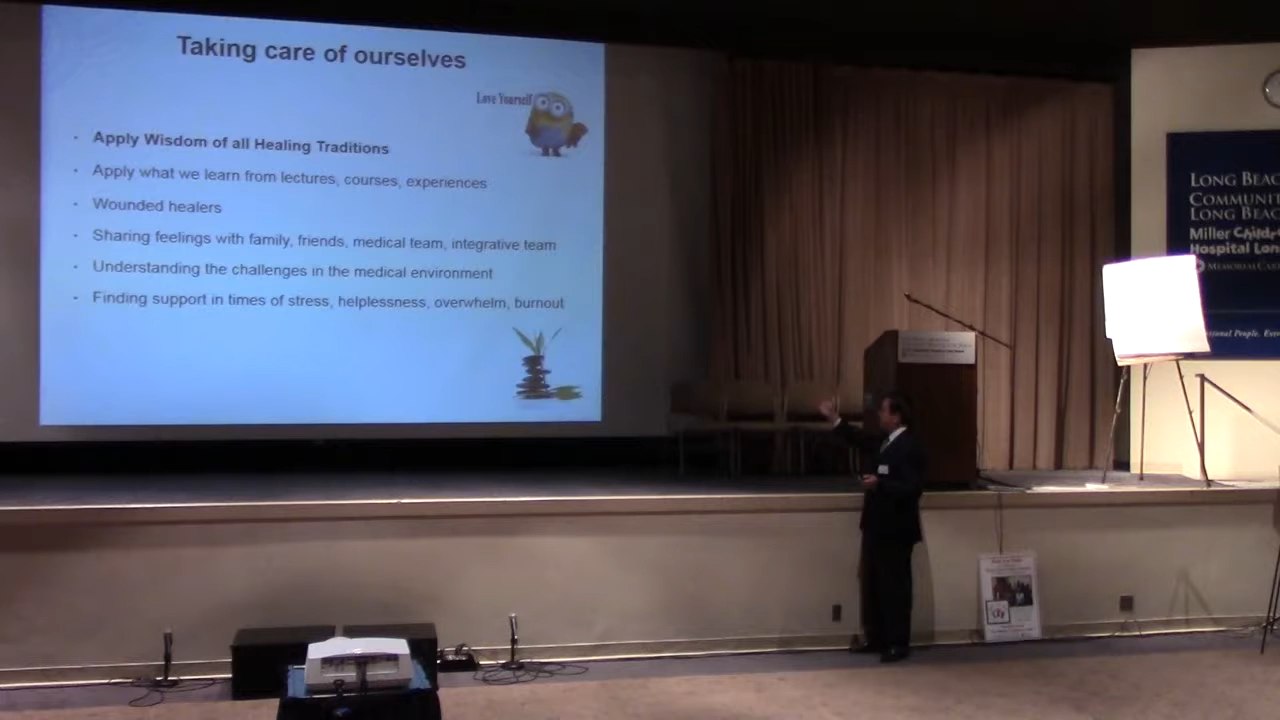 Taking care of ourselves
Love Yourself
Apply Wisdom of all Healing Traditions
Apply what we learn from lectures, courses, experiences
Wounded healers
Sharing feelings with family, friends, medical team, integrative team
Understanding the challenges in the medical environment
Finding support in times of stress, helplessness, overwhelm, burnout
LONG BEAC
COMMUNIT
LONG BEAC
Miller Child
Hospital Lon
MEMORIAL